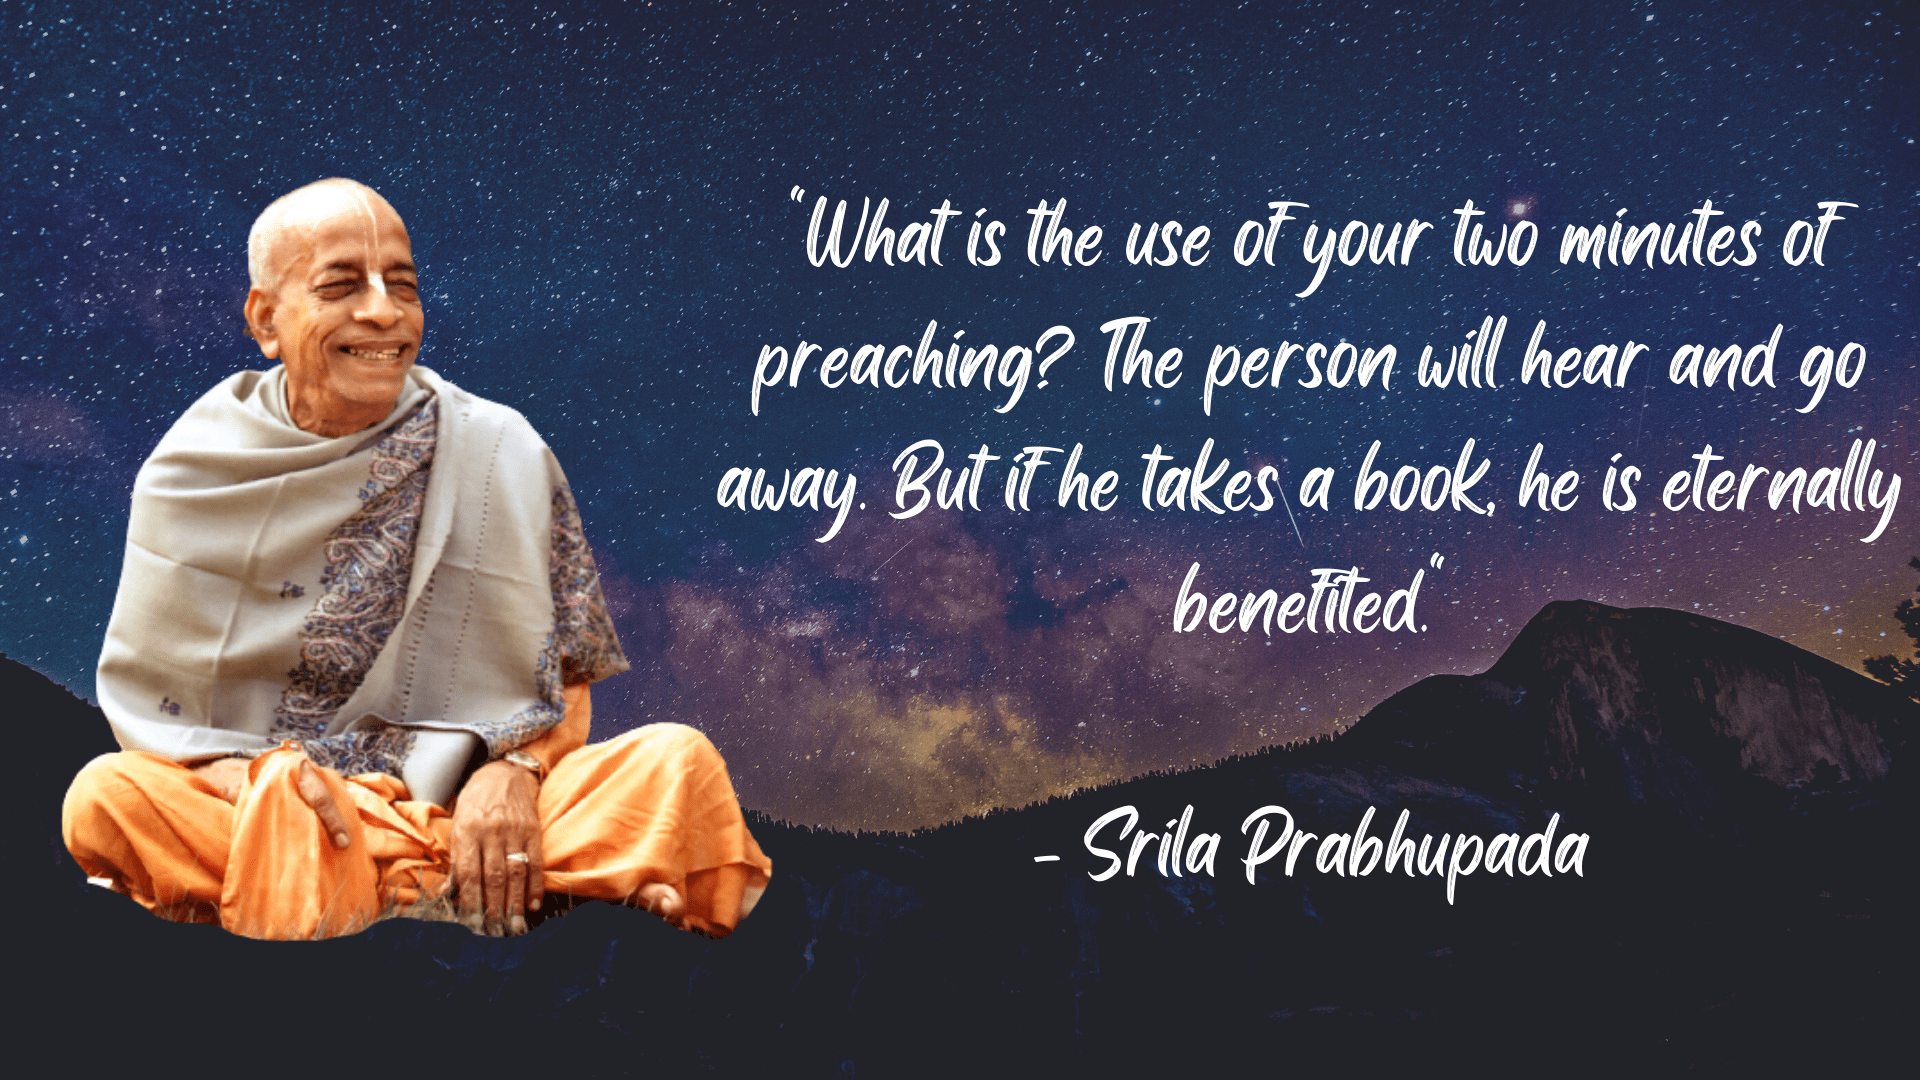 "What is the use of your two minutes of
preaching? The person will hear and go
away. But if he takes a book, he is eternally
benefited."
- Srila Prabhupada